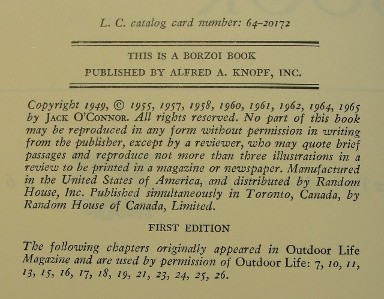 L. C. catalog card number: 64-20172
THIS IS A BORZOI BOOK
PUBLISHED BY ALFRED A. KNOPF, INC.
Copyright 1949, © 1955, 1957, 1958, 1960, 1961, 1962, 1964, 1965
by JACK O'CONNOR. All rights reserved. No part of this book
may be reproduced in any form without permission in writing
from the publisher, except by a reviewer, who may quote brief
passages and reproduce not more than three illustrations in a
review to be printed in a magazine or newspaper. Manufactured
in the United States of America, and distributed by Random
House, Inc. Published simultaneously in Toronto, Canada, by
Random House of Canada, Limited.
FIRST EDITION
The following chapters originally appeared in Outdoor Life
Magazine and are used by permission of Outdoor Life: 7, 10, 11,
13, 15, 16, 17, 18, 19, 21, 23, 24, 25, 26.